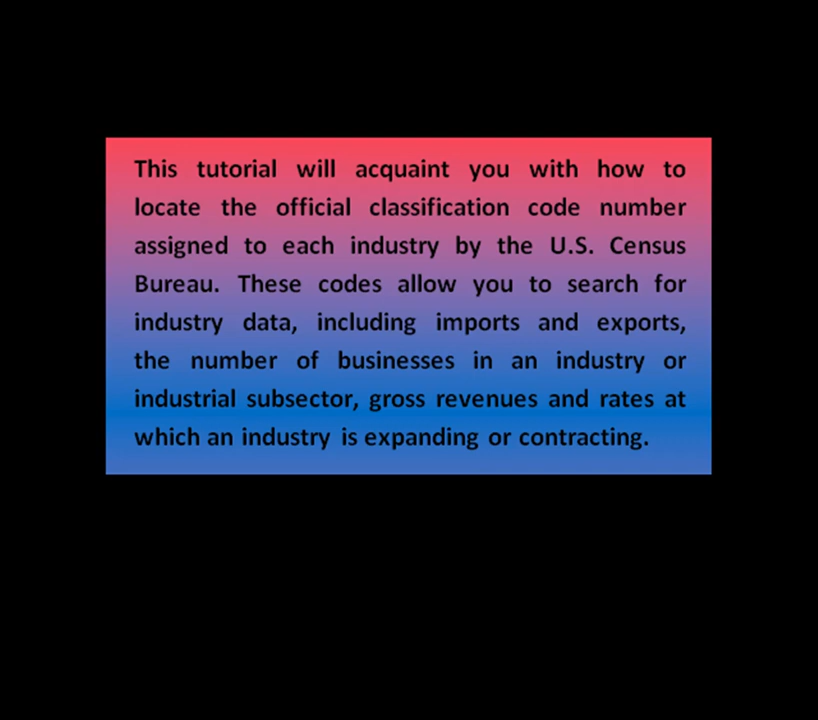 This tutorial will acquaint you with how to
locate the official classification code number
assigned to each industry by the U.S. Census
Bureau. These codes allow you to search for
industry data, including imports and exports,
the number of businesses in an industry or
industrial subsector, gross revenues and rates at
which an industry is expanding or contracting.